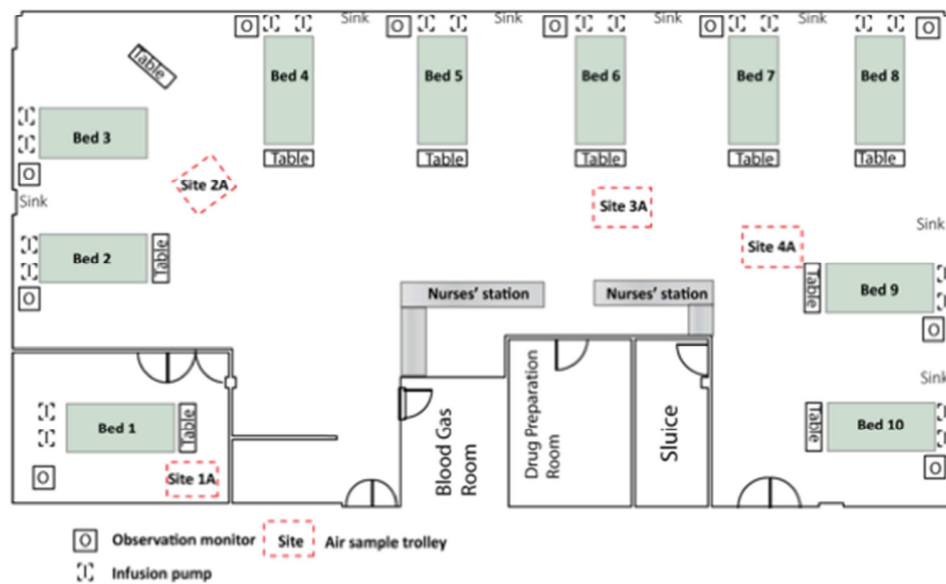 Sink
Sink
Sink
Sink
O
O
O
O
O
Bed 4
Bed 5
Bed 6
Bed 7
Bed 8
Table
Bed 3
Table
Table
Table
Table
Table
O
Sink
Site 2A
Site 3A
Sink
Site 4A
Bed 2
Table
O
Table
Bed 9
O
Nurses' station
Nurses' station
Sink
Bed 1
Table
Table
Bed 10
O
O
Site 1A
Blood Gas
Room
Drug Preparation
Room
Sluice
O Observation monitor
Site Air sample trolley
I Infusion pump